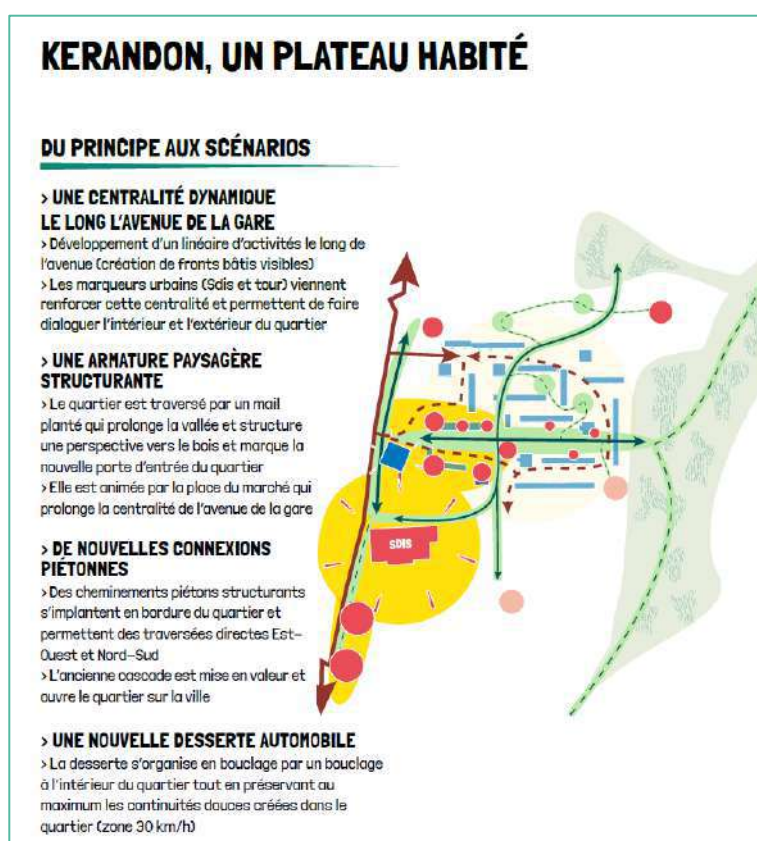 KERANDON, UN PLATEAU HABITÉ
DU PRINCIPE AUX SCÉNARIOS
> UNE CENTRALITÉ DYNAMIQUE
LE LONG L'AVENUE DE LA GARE
> Développement d'un linéaire d'activités le long de
l'avenue (création de fronts bâtis visibles)
> Les marqueurs urbains (Sdis et tour) viennent
renforcer cette centralité et permettent de faire
dialoguer l'intérieur et l'extérieur du quartier
> UNE ARMATURE PAYSAGÈRE
STRUCTURANTE
> Le quartier est traversé par un mail
planté qui prolonge la vallée et structure
une perspective vers le bois et marque la
nouvelle porte d'entrée du quartier
> Elle est animée par la place du marché qui
prolonge la centralité de l'avenue de la gare
> DE NOUVELLES CONNEXIONS
PIÉTONNES
> Des cheminements piétons structurants
s'implantent en bordure du quartier et
permettent des traversées directes Est-
Ouest et Nord-Sud
> L'ancienne cascade est mise en valeur et
ouvre le quartier sur la ville
> UNE NOUVELLE DESSERTE AUTOMOBILE
> La desserte s'organise en bouclage par un bouclage
à l'intérieur du quartier tout en préservant au
maximum les continuités douces créées dans le
quartier (zone 30 km/h)
SDIS